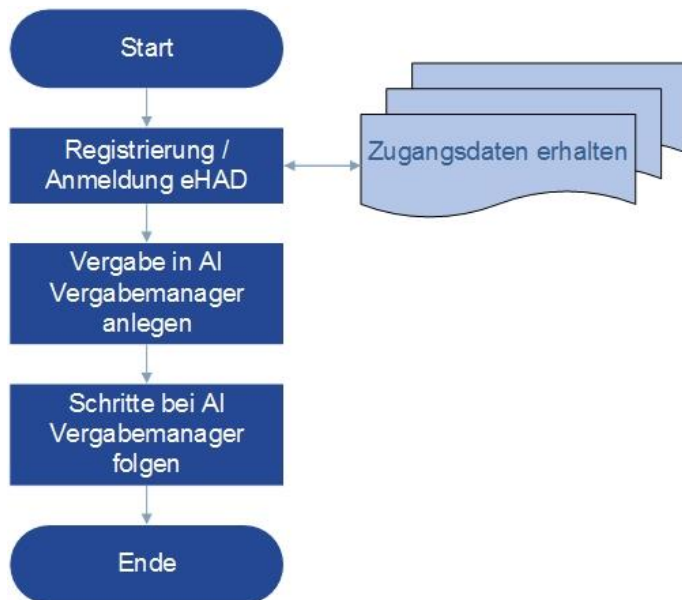 Start
Registrierung /
Anmeldung eHAD
Zugangsdaten erhalten
Vergabe in AI
Vergabemanager
anlegen
Schritte bei AI
Vergabemanager
folgen
Ende